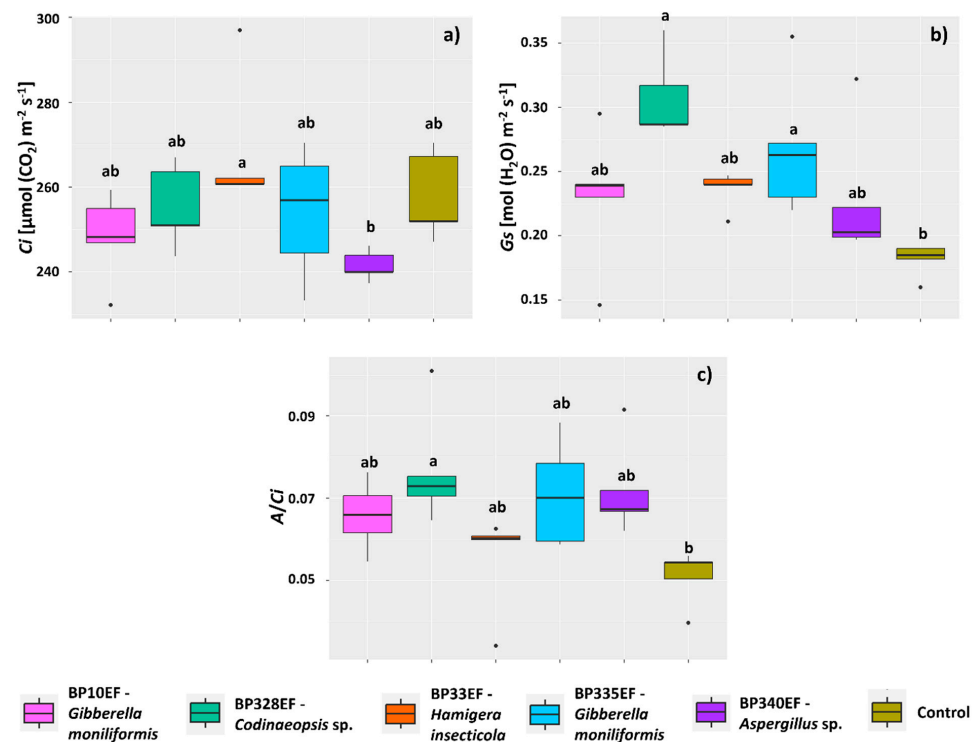 a)
300
280
260
240
Ci [µmol (CO₂) m⁻² s⁻¹]
ab
ab
a
ab
b
ab
b)
0.35
0.30
0.25
0.20
0.15
Gs [mol (H₂O) m⁻² s⁻¹]
ab
a
ab
a
ab
b
c)
0.09
0.07
0.05
A/Ci
ab
a
ab
ab
ab
b
BP10EF -
Gibberella
moniliformis
BP328EF -
Codinaeopsis sp.
BP33EF -
Hamigera
insecticola
BP335EF -
Gibberella
moniliformis
BP340EF -
Aspergillus sp.
Control